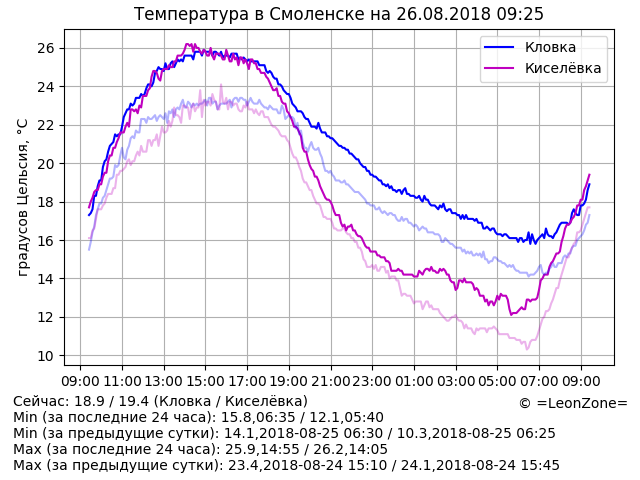 Температура в Смоленске на 26.08.2018 09:25
Кловка
Киселёвка
градусов Цельсия, °C
26
24
22
20
18
16
14
12
10
09:00 11:00 13:00 15:00 17:00 19:00 21:00 23:00 01:00 03:00 05:00 07:00 09:00
Сейчас: 18.9 / 19.4 (Кловка / Киселёвка)
© =LeonZone=
Min (за последние 24 часа): 15.8,06:35 / 12.1,05:40
Min (за предыдущие сутки): 14.1,2018-08-25 06:30 / 10.3,2018-08-25 06:25
Max (за последние 24 часа): 25.9,14:55 / 26.2,14:05
Max (за предыдущие сутки): 23.4,2018-08-24 15:10 / 24.1,2018-08-24 15:45